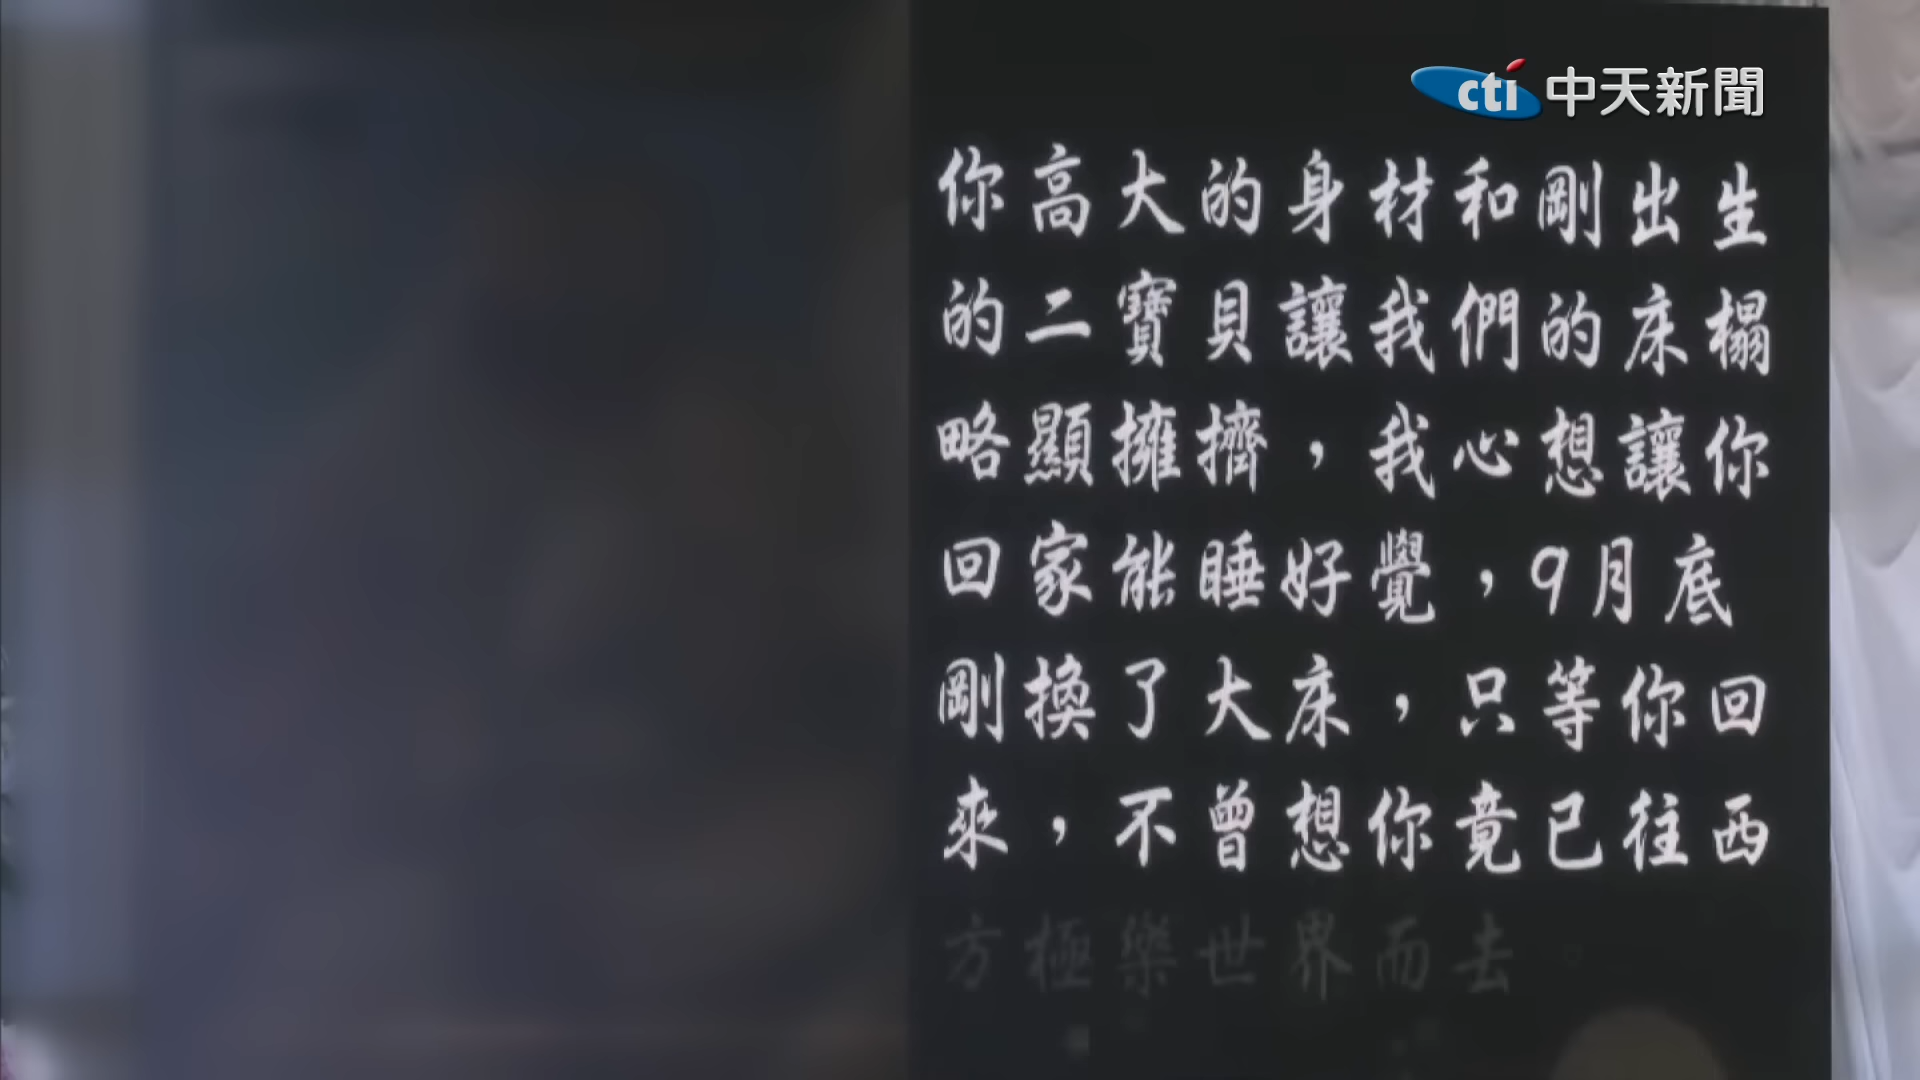 cti 中天新聞
你高大的身材和剛出生
的二寶貝讓我們的床榻
略顯擁擠，我心想讓你
回家能睡好覺，9月底
剛換了大床，只等你回
來，不曾想你竟已往西
方極樂世界而去。